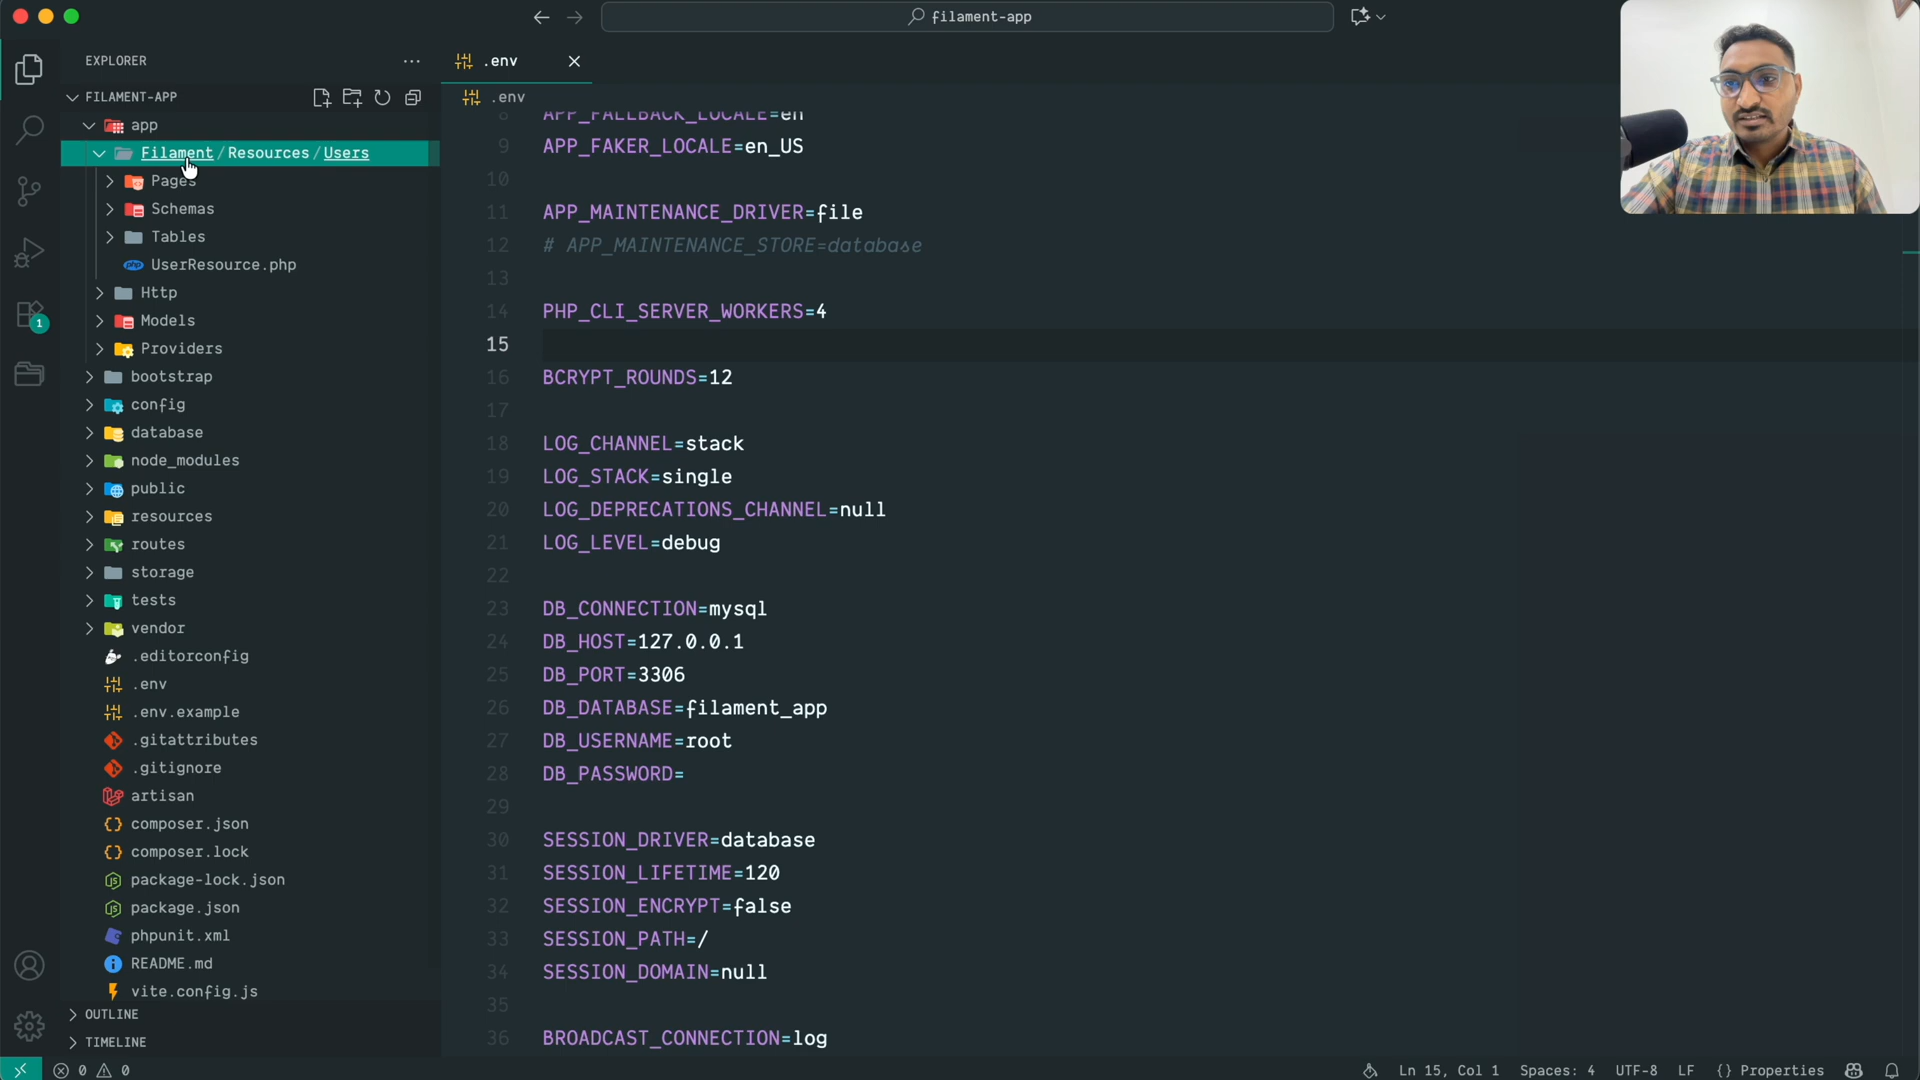 filament-app
EXPLORER
FILAMENT-APP
app
Filament/Resources/Users
Pages
Schemas
Tables
UserResource.php
Http
Models
Providers
bootstrap
config
database
node_modules
public
resources
routes
storage
tests
vendor
.editorconfig
.env
.env.example
.gitattributes
.gitignore
artisan
composer.json
composer.lock
package-lock.json
package.json
phpunit.xml
README.md
vite.config.js
OUTLINE
TIMELINE
1
.env
.env
8 APP_FALLBACK_LOCALE=en
9 APP_FAKER_LOCALE=en_US
10
11 APP_MAINTENANCE_DRIVER=file
12 # APP_MAINTENANCE_STORE=database
13
14 PHP_CLI_SERVER_WORKERS=4
15
16 BCRYPT_ROUNDS=12
17
18 LOG_CHANNEL=stack
19 LOG_STACK=single
20 LOG_DEPRECATIONS_CHANNEL=null
21 LOG_LEVEL=debug
22
23 DB_CONNECTION=mysql
24 DB_HOST=127.0.0.1
25 DB_PORT=3306
26 DB_DATABASE=filament_app
27 DB_USERNAME=root
28 DB_PASSWORD=
29
30 SESSION_DRIVER=database
31 SESSION_LIFETIME=120
32 SESSION_ENCRYPT=false
33 SESSION_PATH=/
34 SESSION_DOMAIN=null
35
36 BROADCAST_CONNECTION=log
0 0 Ln 15, Col 1 Spaces: 4 UTF-8 LF {} Properties